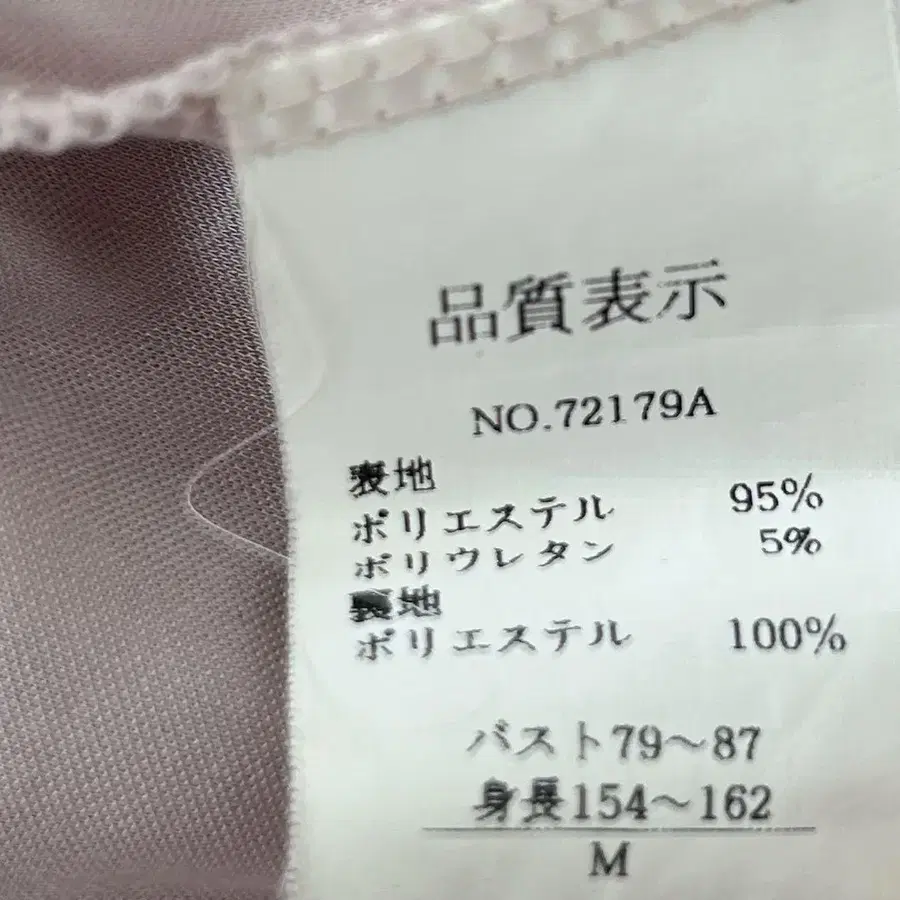 品質表示
NO.72179A
表地
ポリエステル 95%
ポリウレタン 5%
裏地
ポリエステル 100%
バスト79～87
身長154～162
M